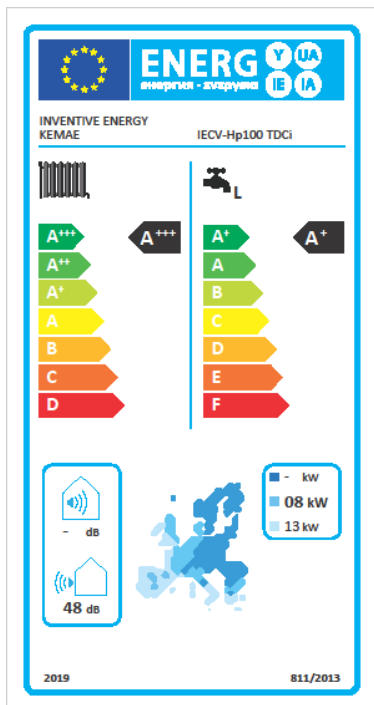 ENERG Y UA
енергия · ενεργεια IE IA
INVENTIVE ENERGY
KEMAE IECV-Hp100 TDCi
L
A+++ A+++ A+ A+
A++ A
A+ B
A C
B D
C E
D F
- kW
08 kW
- dB 13 kW
48 dB
2019 811/2013